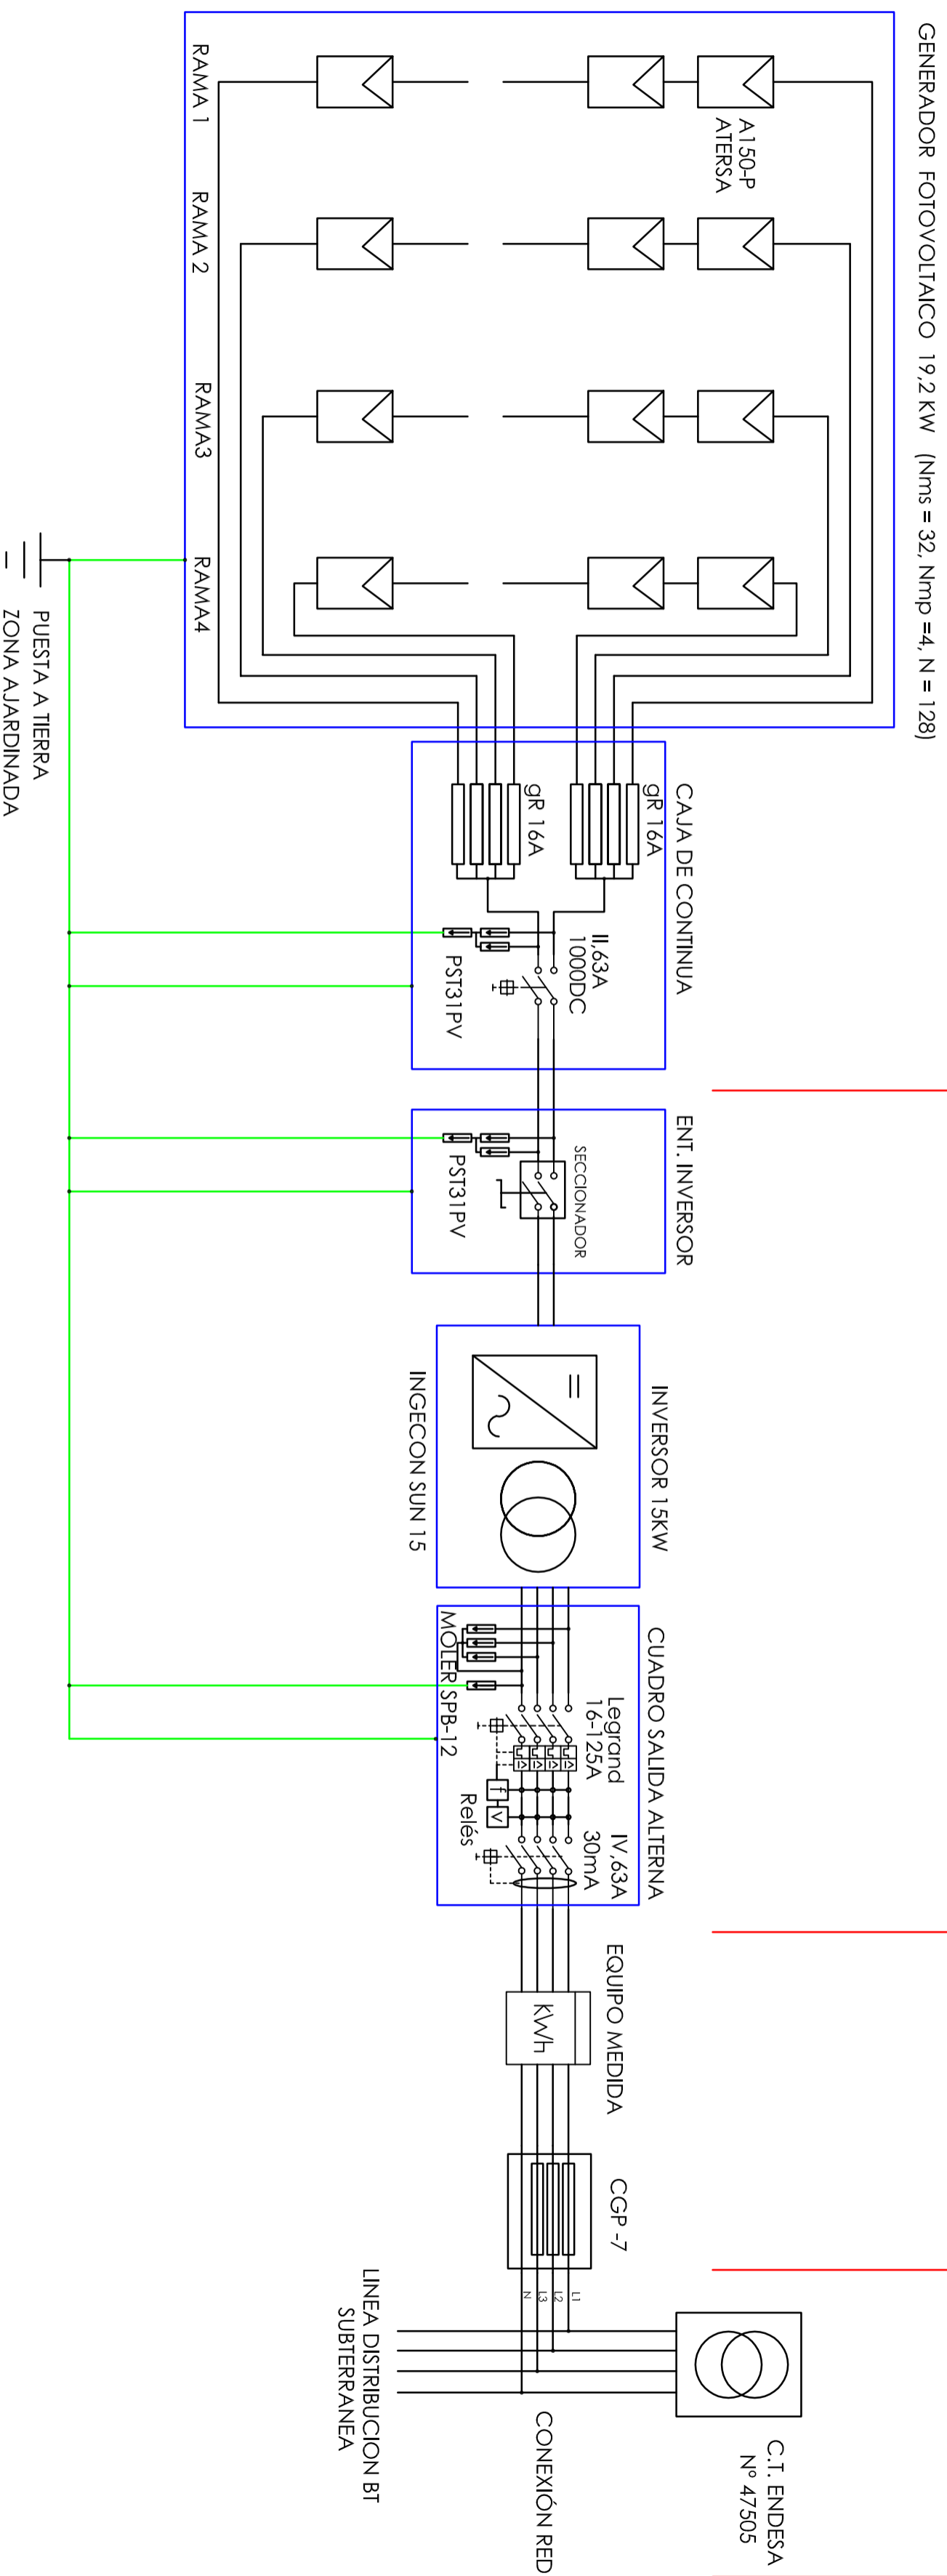 GENERADOR FOTOVOLTAICO 19,2 KW (Nms = 32, Nmp =4, N = 128)
A150-P
ATERSA
RAMA 1
RAMA 2
RAMA3
RAMA4
PUESTA A TIERRA
ZONA AJARDINADA
CAJA DE CONTINUA
gR 16A
gR 16A
II,63A
1000DC
PST31PV
ENT. INVERSOR
SECCIONADOR
PST31PV
INVERSOR 15KW
=
INGECON SUN 15
CUADRO SALIDA ALTERNA
Legrand
16-125A
IV,63A
30mA
f
V
Relés
MOLER SPB-12
EQUIPO MEDIDA
KWh
CGP -7
L1
L2
L3
N
C.T. ENDESA
Nº 47505
CONEXIÓN RED
LINEA DISTRIBUCION BT
SUBTERRANEA